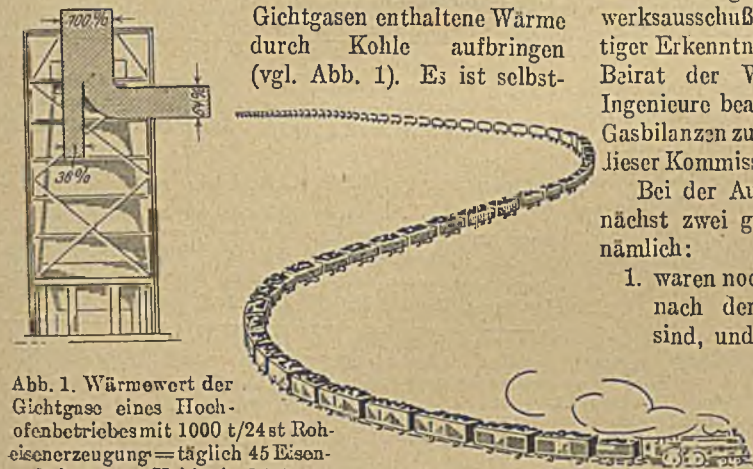 100%
64%
36%
Gichtgasen enthaltene Wärme
durch Kohle aufbringen
(vgl. Abb. 1). Es ist selbst-
Abb. 1. Wärmewert der
Gichtgase eines Hoch-
ofenbetriebes mit 1000 t/24 st Roh-
eisenerzeugung = täglich 45 Eisen-
werksausschuß
tiger Erkenntn
Beirat der V
Ingenieure bea
Gasbilanzen zu
dieser Kommiss
Bei der Au
nächst zwei g
nämlich:
1. waren noc
nach der
sind, und